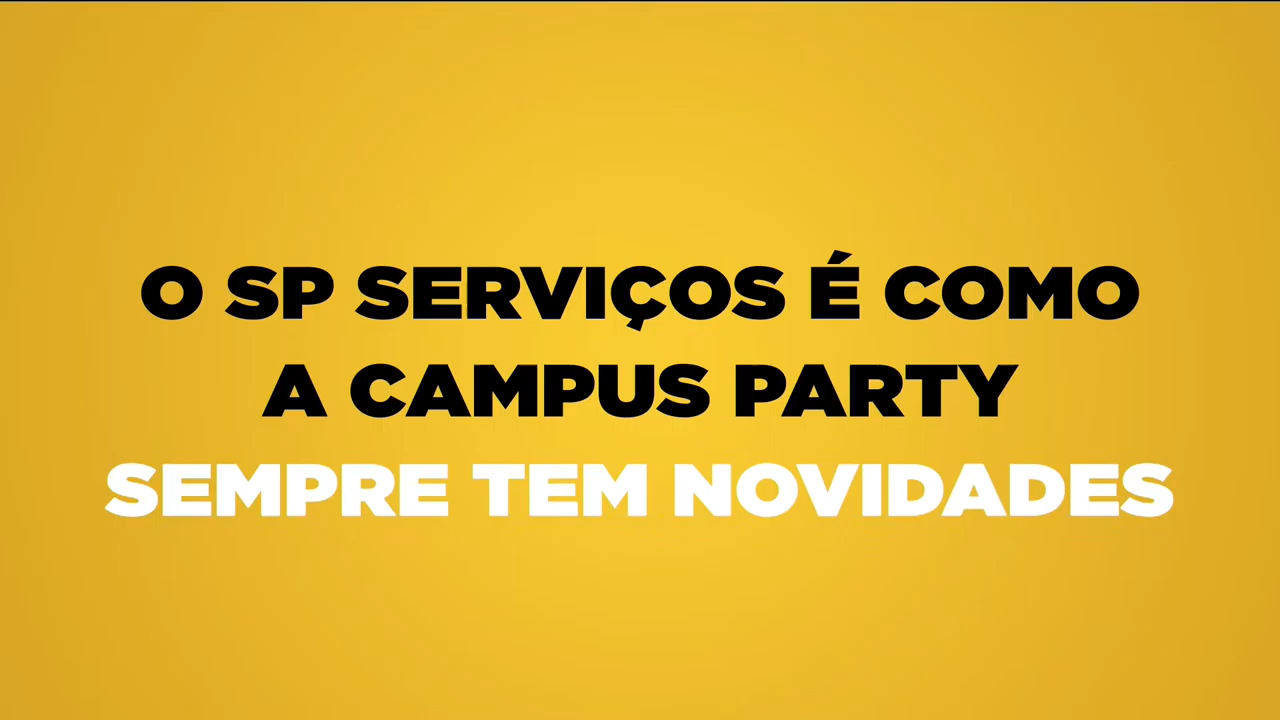 O SP SERVIÇOS É COMO
A CAMPUS PARTY
SEMPRE TEM NOVIDADES